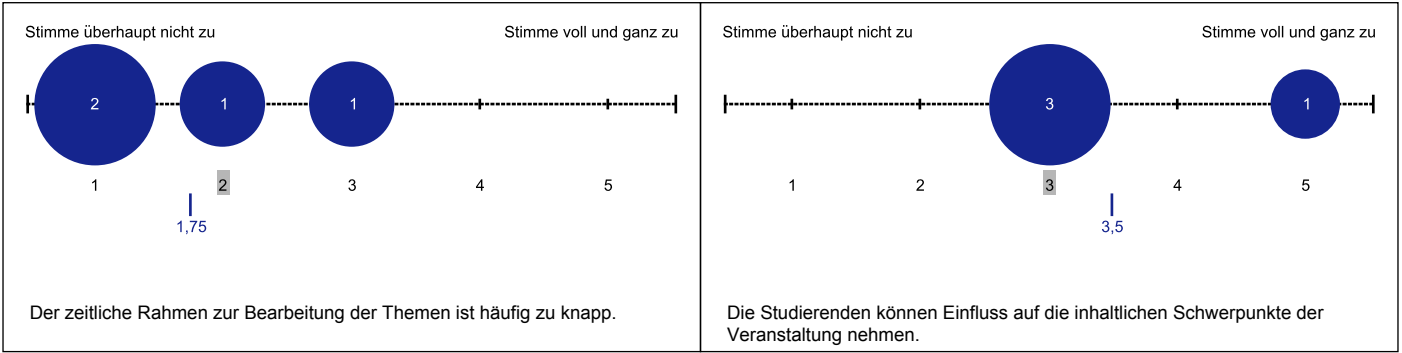 Stimme überhaupt nicht zu
Stimme voll und ganz zu
2
1
1
1
2
3
4
5
1,75
Der zeitliche Rahmen zur Bearbeitung der Themen ist häufig zu knapp.
Stimme überhaupt nicht zu
Stimme voll und ganz zu
3
1
1
2
3
4
5
3,5
Die Studierenden können Einfluss auf die inhaltlichen Schwerpunkte der
Veranstaltung nehmen.